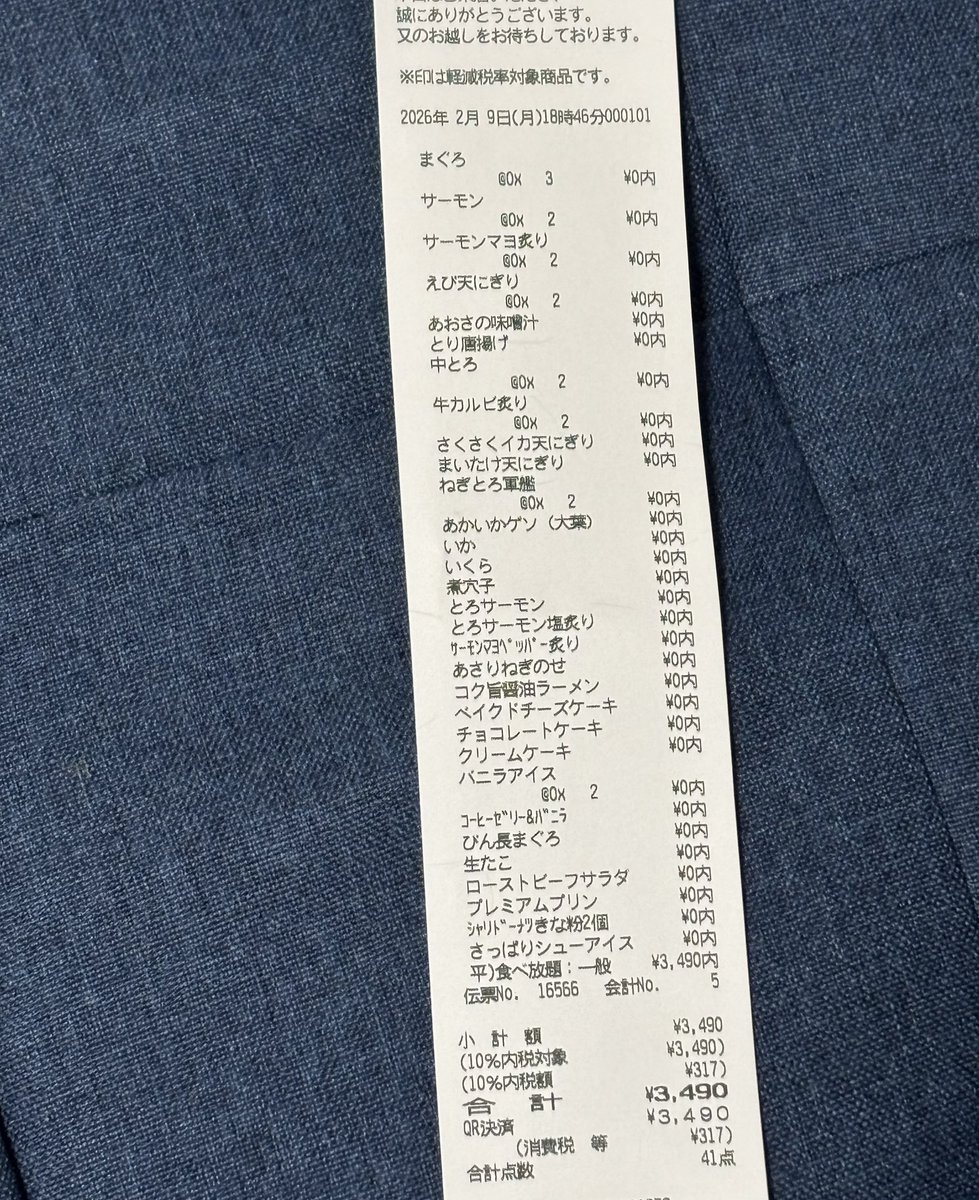 誠にありがとうございます。
又のお越しをお待ちしております。
※印は軽減税率対象商品です。
2026年 2月 9日(月)18時46分000101
まぐろ
@0x 3 ¥0内
サーモン
@0x 2 ¥0内
サーモンマヨ炙り
@0x 2 ¥0内
えび天にぎり
@0x 2 ¥0内
あおさの味噌汁 ¥0内
とり唐揚げ ¥0内
中とろ
@0x 2 ¥0内
牛カルビ炙り
@0x 2 ¥0内
さくさくイカ天にぎり ¥0内
まいたけ天にぎり ¥0内
ねぎとろ軍艦
@0x 2 ¥0内
あかいかゲソ(大葉) ¥0内
いか ¥0内
いくら ¥0内
煮穴子 ¥0内
とろサーモン ¥0内
とろサーモン塩炙り ¥0内
ｻｰﾓﾝﾏﾖﾍﾟｯﾊﾟｰ炙り ¥0内
あさりねぎのせ ¥0内
コク旨醤油ラーメン ¥0内
ベイクドチーズケーキ ¥0内
チョコレートケーキ ¥0内
クリームケーキ ¥0内
バニラアイス
@0x 2 ¥0内
ｺｰﾋｰｾﾞﾘｰ&ﾊﾞﾆﾗ ¥0内
びん長まぐろ ¥0内
生たこ ¥0内
ローストビーフサラダ ¥0内
プレミアムプリン ¥0内
ｼｬﾘﾄﾞｰﾅﾂきな粉2個 ¥0内
さっぱりシューアイス ¥0内
平)食べ放題:一般 ¥3,490内
伝票No. 16566 会計No. 5
小計額 ¥3,490
(10%内税対象 ¥3,490)
(10%内税額 ¥317)
合計 ¥3,490
QR決済 ¥3,490
(消費税 等 ¥317)
合計点数 41点